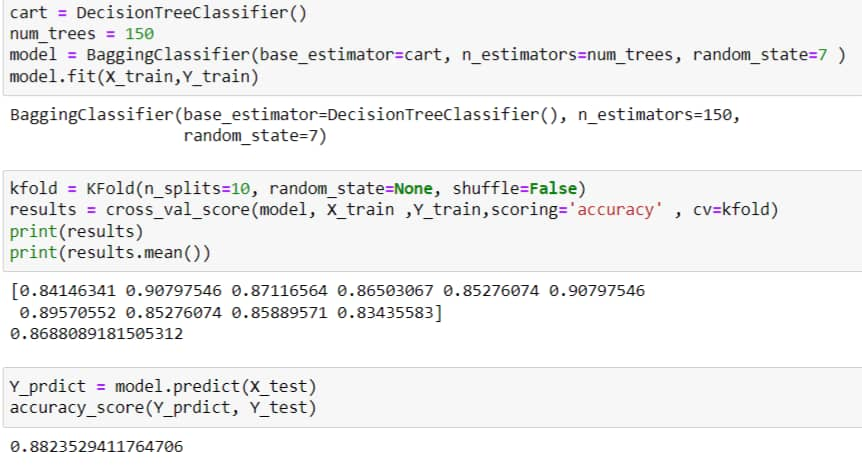 cart = DecisionTreeClassifier()
num_trees = 150
model = BaggingClassifier(base_estimator=cart, n_estimators=num_trees, random_state=7 )
model.fit(X_train,Y_train)
BaggingClassifier(base_estimator=DecisionTreeClassifier(), n_estimators=150,
random_state=7)
kfold = KFold(n_splits=10, random_state=None, shuffle=False)
results = cross_val_score(model, X_train ,Y_train,scoring='accuracy' , cv=kfold)
print(results)
print(results.mean())
[0.84146341 0.90797546 0.87116564 0.86503067 0.85276074 0.90797546
0.89570552 0.85276074 0.85889571 0.83435583]
0.8688089181505312
Y_prdict = model.predict(X_test)
accuracy_score(Y_prdict, Y_test)
0.8823529411764706